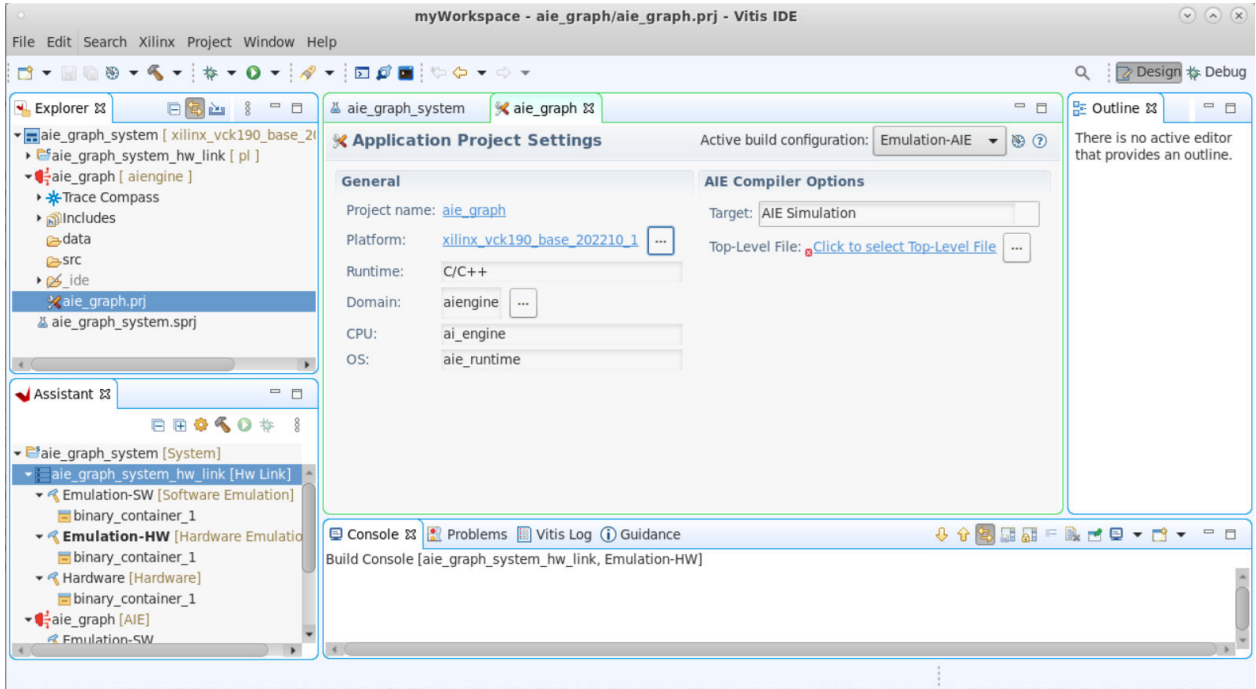 myWorkspace - aie_graph/aie_graph.prj - Vitis IDE
File Edit Search Xilinx Project Window Help
Design Debug
Explorer
aie_graph_system [ xilinx_vck190_base_2(
aie_graph_system_hw_link [ pl ]
aie_graph [ aiengine ]
Trace Compass
Includes
data
src
_ide
aie_graph.prj
aie_graph_system.sprj
Assistant
aie_graph_system [System]
aie_graph_system_hw_link [Hw Link]
Emulation-SW [Software Emulation]
binary_container_1
Emulation-HW [Hardware Emulatio
binary_container_1
Hardware [Hardware]
binary_container_1
aie_graph [AIE]
Emulation-SW
aie_graph_system aie_graph
Application Project Settings
Active build configuration: Emulation-AIE
General
Project name: aie_graph
Platform: xilinx_vck190_base_202210_1 ...
Runtime: C/C++
Domain: aiengine ...
CPU: ai_engine
OS: aie_runtime
AIE Compiler Options
Target: AIE Simulation
Top-Level File: Click to select Top-Level File ...
Outline
There is no active editor
that provides an outline.
Console Problems Vitis Log Guidance
Build Console [aie_graph_system_hw_link, Emulation-HW]